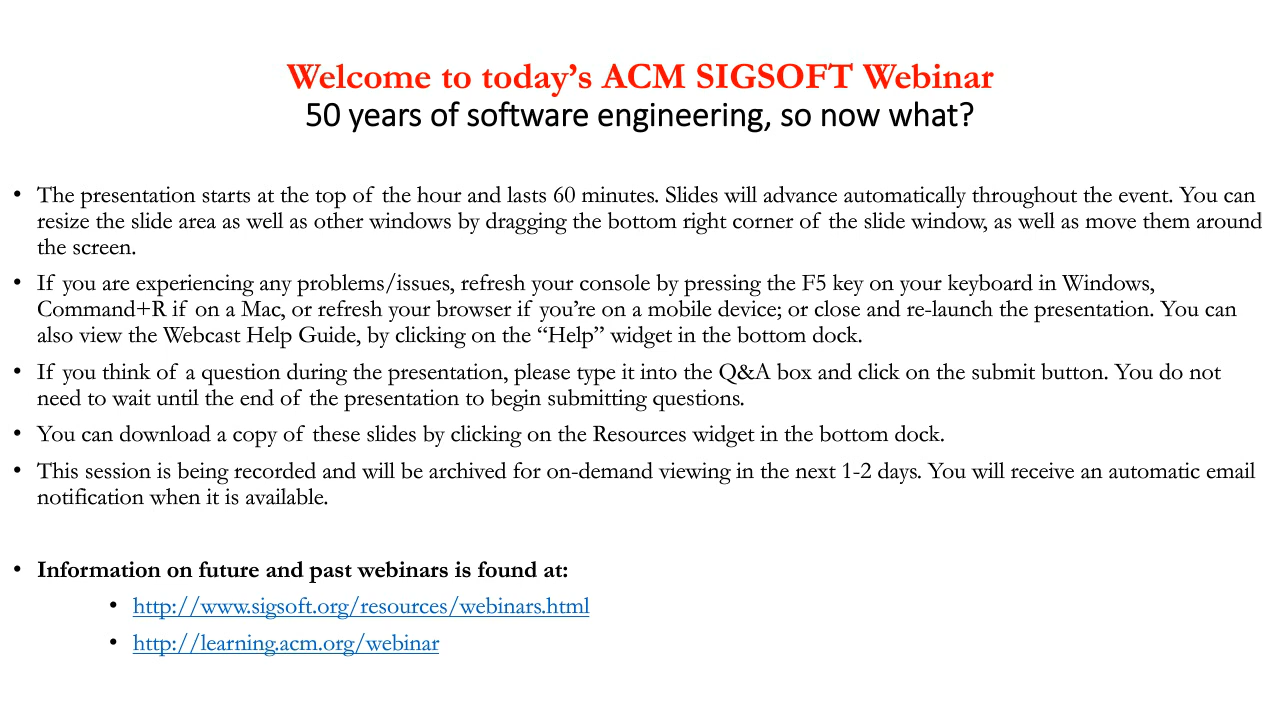 Welcome to today’s ACM SIGSOFT Webinar
50 years of software engineering, so now what?
• The presentation starts at the top of the hour and lasts 60 minutes. Slides will advance automatically throughout the event. You can
resize the slide area as well as other windows by dragging the bottom right corner of the slide window, as well as move them around
the screen.
• If you are experiencing any problems/issues, refresh your console by pressing the F5 key on your keyboard in Windows,
Command+R if on a Mac, or refresh your browser if you’re on a mobile device; or close and re-launch the presentation. You can
also view the Webcast Help Guide, by clicking on the “Help” widget in the bottom dock.
• If you think of a question during the presentation, please type it into the Q&A box and click on the submit button. You do not
need to wait until the end of the presentation to begin submitting questions.
• You can download a copy of these slides by clicking on the Resources widget in the bottom dock.
• This session is being recorded and will be archived for on-demand viewing in the next 1-2 days. You will receive an automatic email
notification when it is available.
• Information on future and past webinars is found at:
• http://www.sigsoft.org/resources/webinars.html
• http://learning.acm.org/webinar